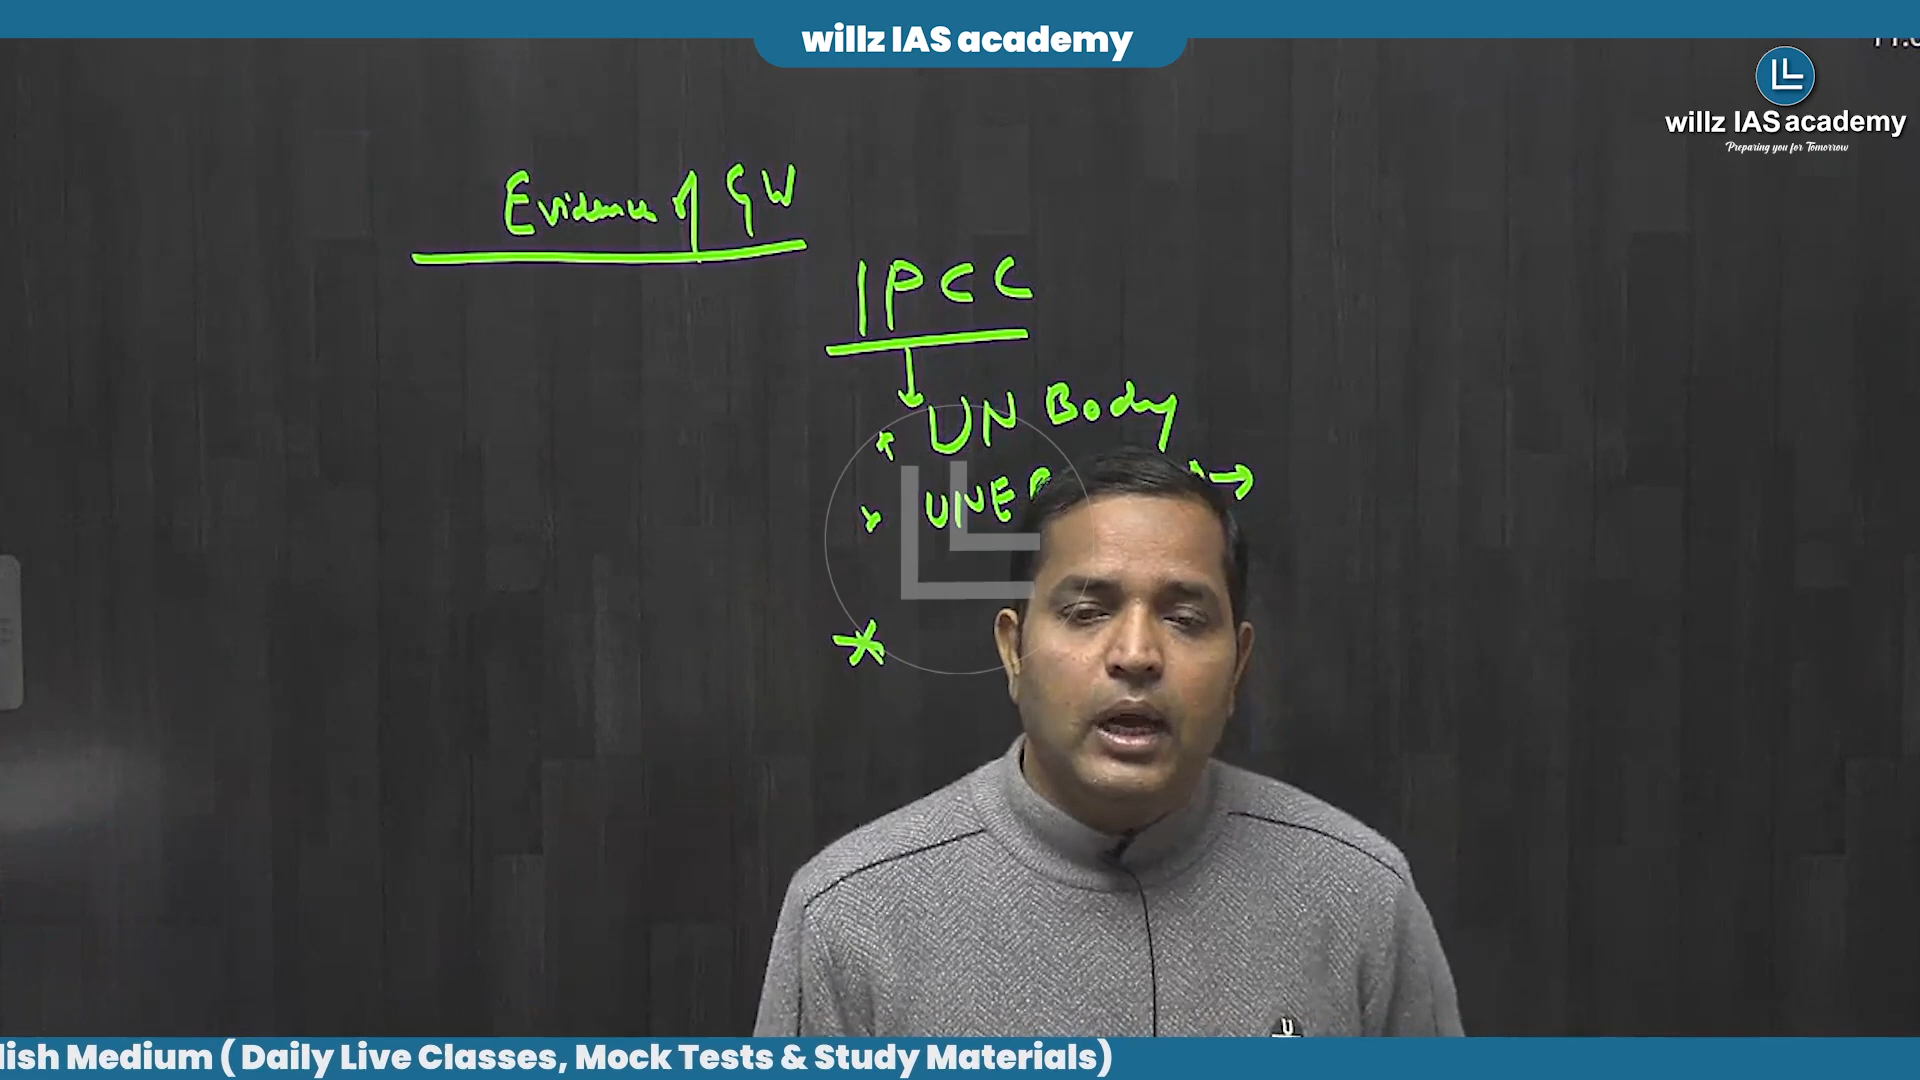 willz IAS academy
willz IAS academy
Preparing you for Tomorrow
Evidence of GW
IPCC
UN Body
UNEP
lish Medium ( Daily Live Classes, Mock Tests & Study Materials)